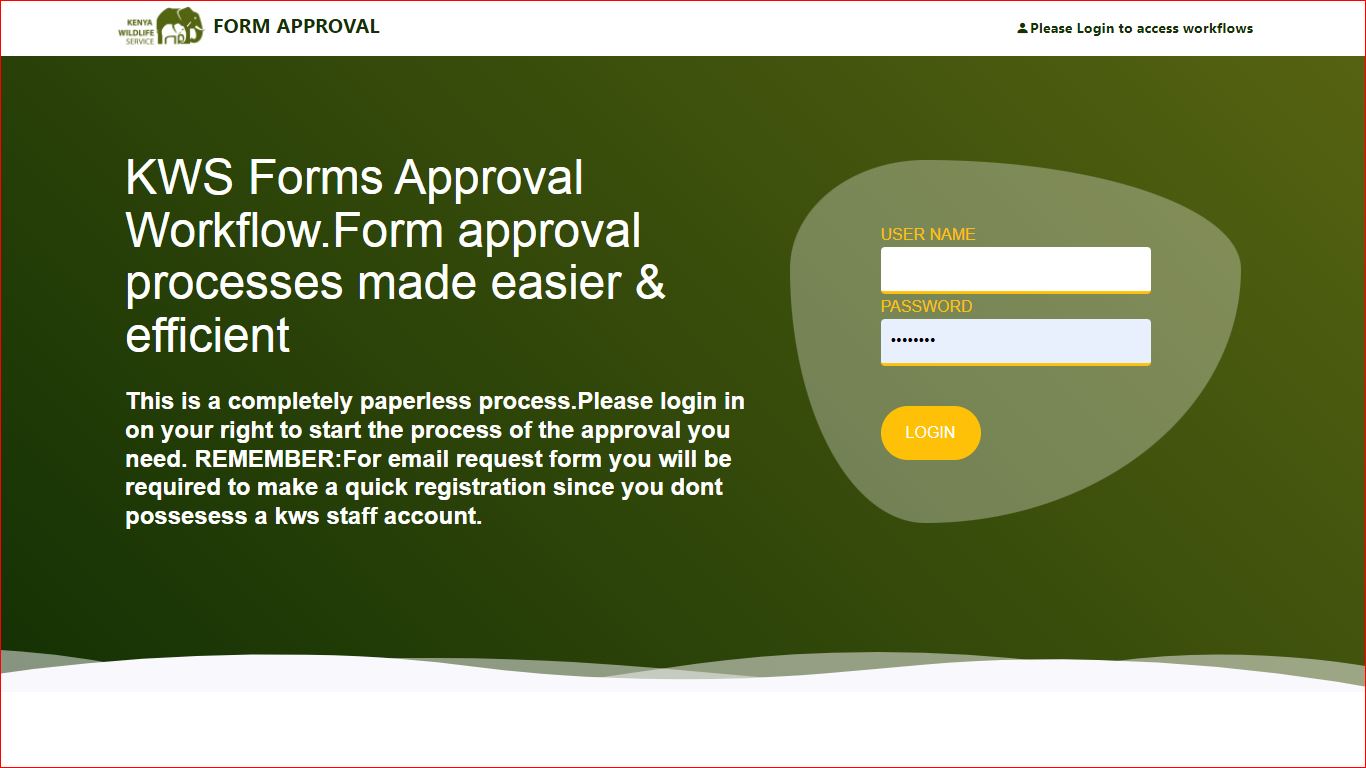 KENYA
WILDLIFE
SERVICE
FORM APPROVAL
Please Login to access workflows
KWS Forms Approval
Workflow.Form approval
processes made easier &
efficient
This is a completely paperless process.Please login in
on your right to start the process of the approval you
need. REMEMBER:For email request form you will be
required to make a quick registration since you dont
possesess a kws staff account.
USER NAME
PASSWORD
••••••••
LOGIN